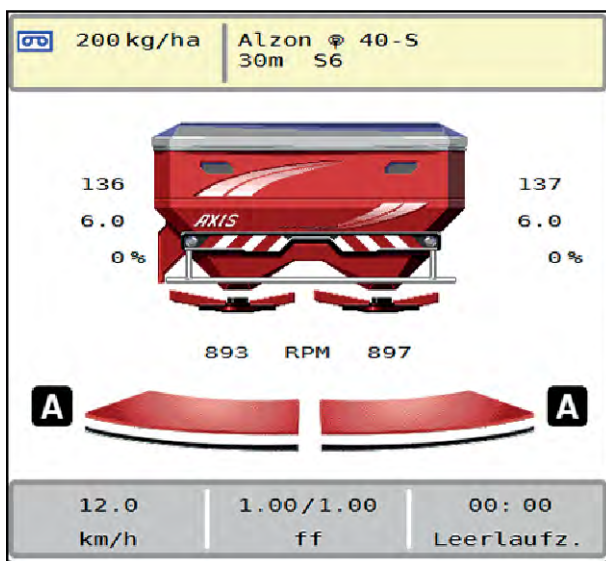 200 kg/ha
Alzon 40-S
30m S6
136 137
6.0 AXIS 6.0
0% 0%
893 RPM 897
A A
12.0 1.00/1.00 00:00
km/h ff Leerlaufz.